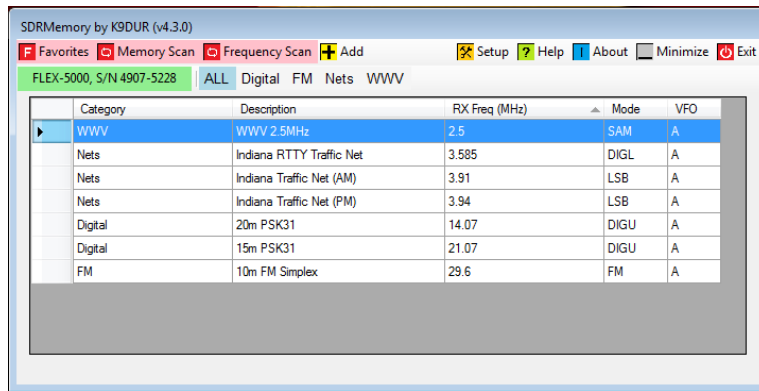 SDRMemory by K9DUR (v4.3.0)
F Favorites Memory Scan Frequency Scan Add Setup ? Help About Minimize Exit
FLEX-5000, S/N 4907-5228 ALL Digital FM Nets WWV
Category Description RX Freq (MHz) Mode VFO
WWV WWV 2.5MHz 2.5 SAM A
Nets Indiana RTTY Traffic Net 3.585 DIGL A
Nets Indiana Traffic Net (AM) 3.91 LSB A
Nets Indiana Traffic Net (PM) 3.94 LSB A
Digital 20m PSK31 14.07 DIGU A
Digital 15m PSK31 21.07 DIGU A
FM 10m FM Simplex 29.6 FM A